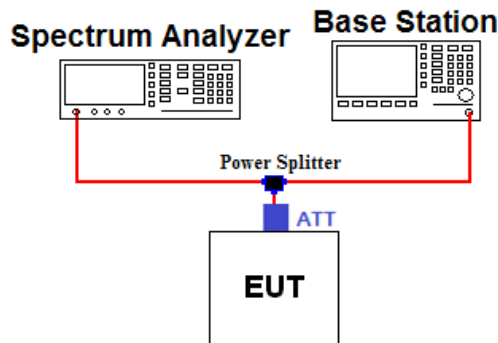 Spectrum Analyzer
Base Station
Power Splitter
ATT
EUT